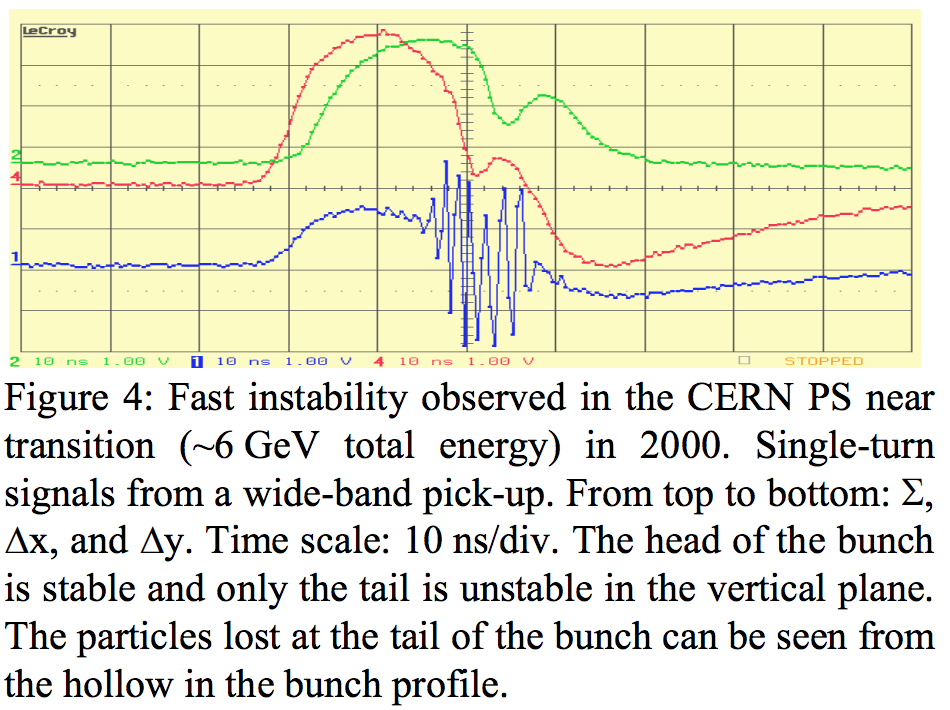 LeCroy
2
4
1
2 10 ns 1.00 V 1 10 ns 1.00 V 4 10 ns 1.00 V STOPPED
Figure 4: Fast instability observed in the CERN PS near
transition (~6 GeV total energy) in 2000. Single-turn
signals from a wide-band pick-up. From top to bottom: Σ,
Δx, and Δy. Time scale: 10 ns/div. The head of the bunch
is stable and only the tail is unstable in the vertical plane.
The particles lost at the tail of the bunch can be seen from
the hollow in the bunch profile.